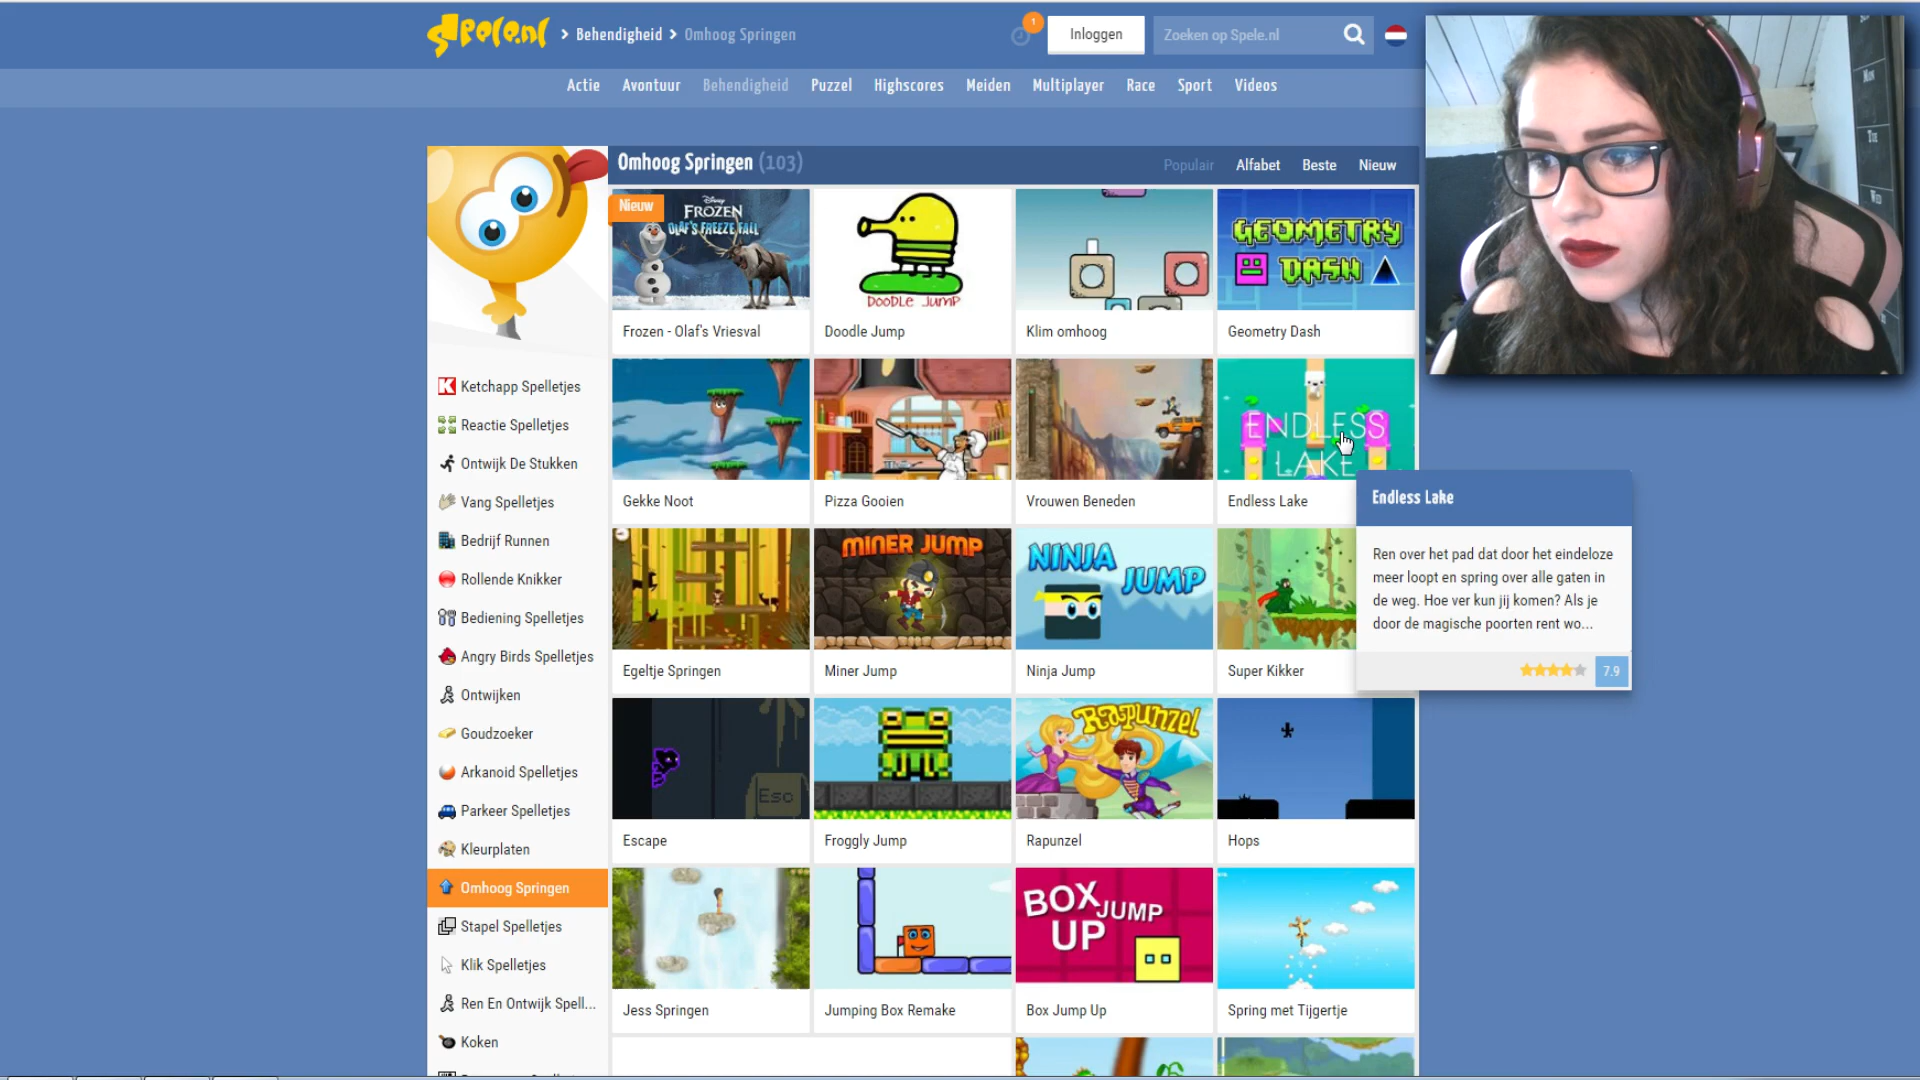 Spele.nl > Behendigheid > Omhoog Springen
1
Inloggen
Zoeken op Spele.nl
Actie Avontuur Behendigheid Puzzel Highscores Meiden Multiplayer Race Sport Videos
Omhoog Springen (103)
Populair Alfabet Beste Nieuw
Nieuw
Disney
FROZEN
OLAF'S FREEZE FALL
DOODLE JUMP
GEOMETRY
DASH
Frozen - Olaf's Vriesval
Doodle Jump
Klim omhoog
Geometry Dash
ENDLESS
LAKE
Gekke Noot
Pizza Gooien
Vrouwen Beneden
Endless Lake
Endless Lake
Ren over het pad dat door het eindeloze
meer loopt en spring over alle gaten in
de weg. Hoe ver kun jij komen? Als je
door de magische poorten rent wo...
7.9
MINER JUMP
NINJA
JUMP
Egeltje Springen
Miner Jump
Ninja Jump
Super Kikker
Esc
Rapunzel
Escape
Froggly Jump
Rapunzel
Hops
BOX JUMP
UP
Jess Springen
Jumping Box Remake
Box Jump Up
Spring met Tijgertje
Ketchapp Spelletjes
Reactie Spelletjes
Ontwijk De Stukken
Vang Spelletjes
Bedrijf Runnen
Rollende Knikker
Bediening Spelletjes
Angry Birds Spelletjes
Ontwijken
Goudzoeker
Arkanoid Spelletjes
Parkeer Spelletjes
Kleurplaten
Omhoog Springen
Stapel Spelletjes
Klik Spelletjes
Ren En Ontwijk Spell...
Koken